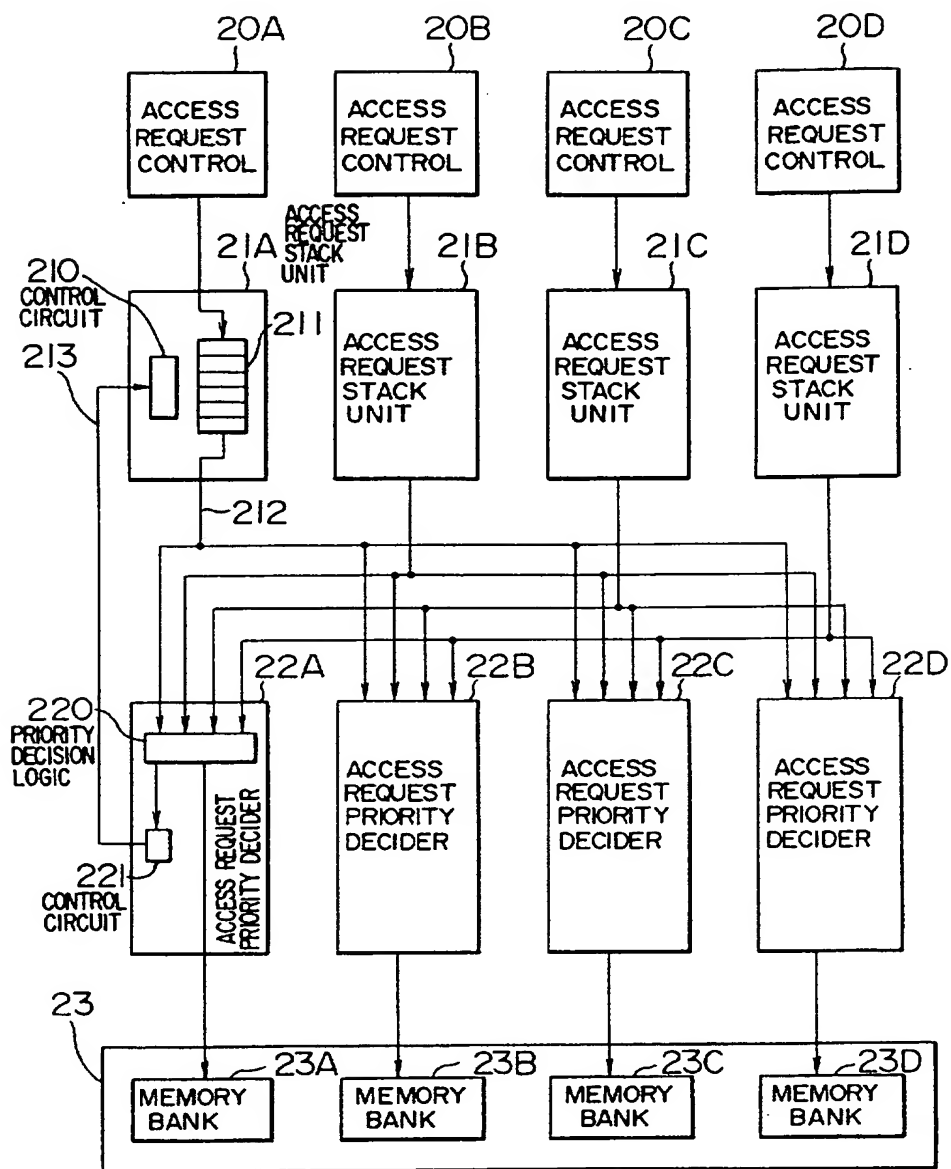 20A
20B
20C
20D
ACCESS
REQUEST
CONTROL
ACCESS
REQUEST
CONTROL
ACCESS
REQUEST
CONTROL
ACCESS
REQUEST
CONTROL
21A
ACCESS
REQUEST
STACK
UNIT
21B
21C
21D
210
CONTROL
CIRCUIT
213
211
212
ACCESS
REQUEST
STACK
UNIT
ACCESS
REQUEST
STACK
UNIT
ACCESS
REQUEST
STACK
UNIT
22A
22B
22C
22D
220
PRIORITY
DECISION
LOGIC
221
CONTROL
CIRCUIT
ACCESS REQUEST
PRIORITY DECIDER
ACCESS
REQUEST
PRIORITY
DECIDER
ACCESS
REQUEST
PRIORITY
DECIDER
ACCESS
REQUEST
PRIORITY
DECIDER
23
23A
23B
23C
23D
MEMORY
BANK
MEMORY
BANK
MEMORY
BANK
MEMORY
BANK